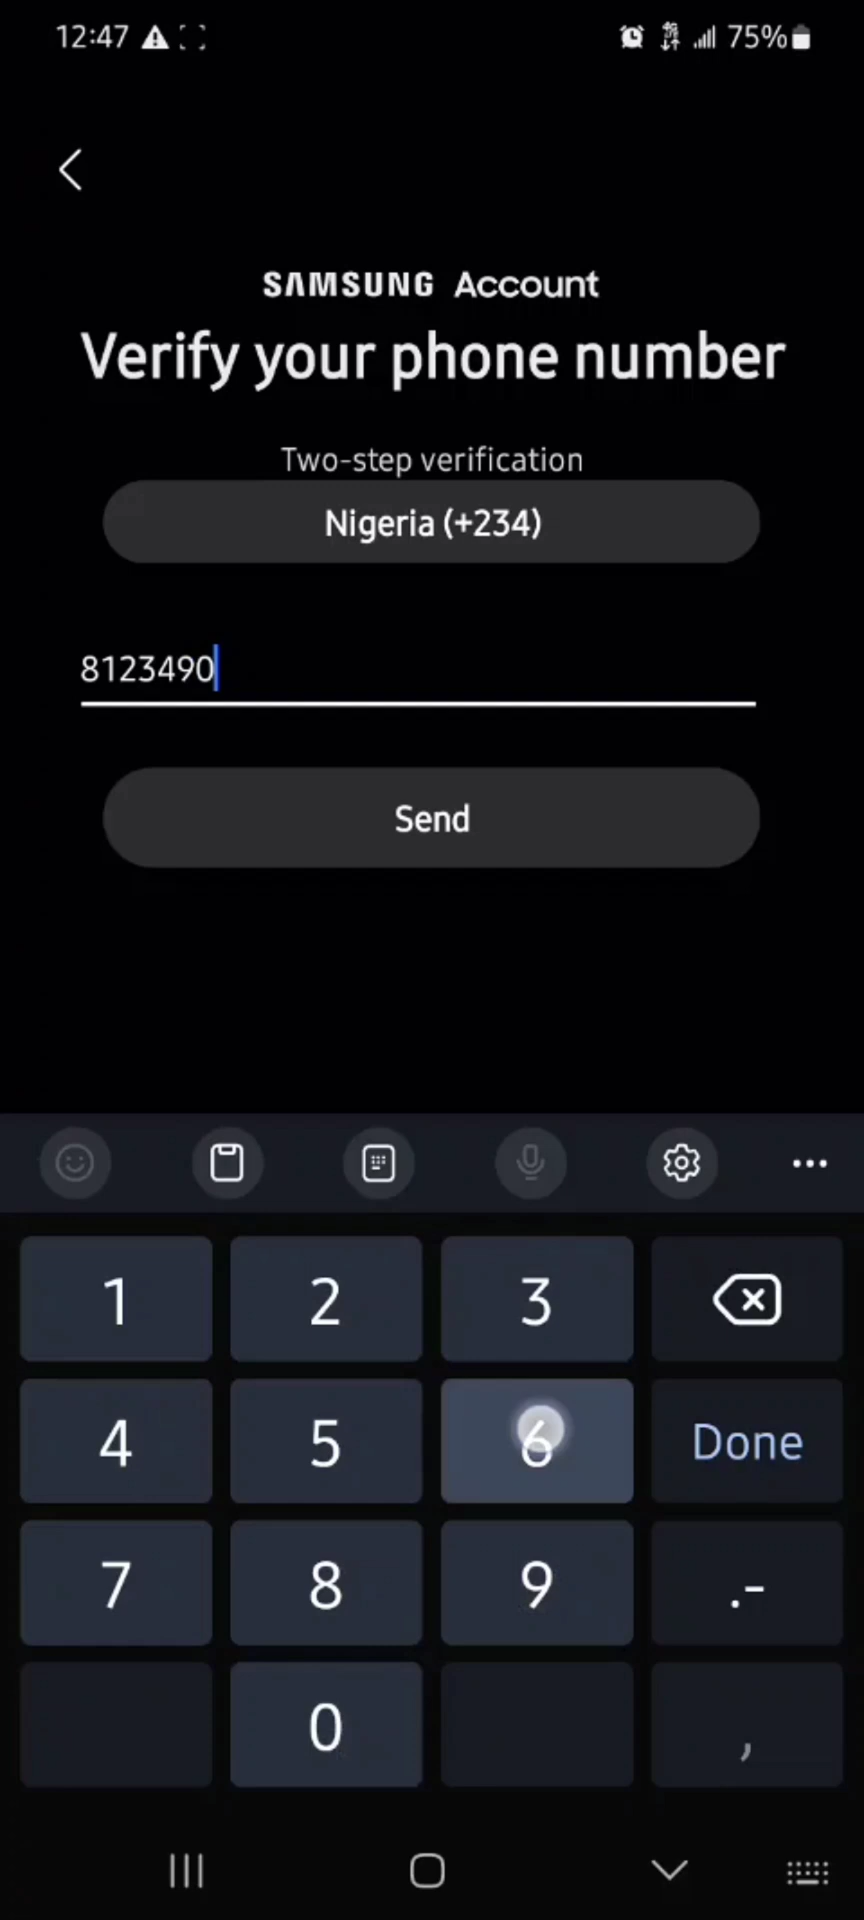 12:47 75%
SAMSUNG Account
Verify your phone number
Two-step verification
Nigeria (+234)
8123490
Send
1 2 3
4 5 6 Done
7 8 9 .-
0 ,